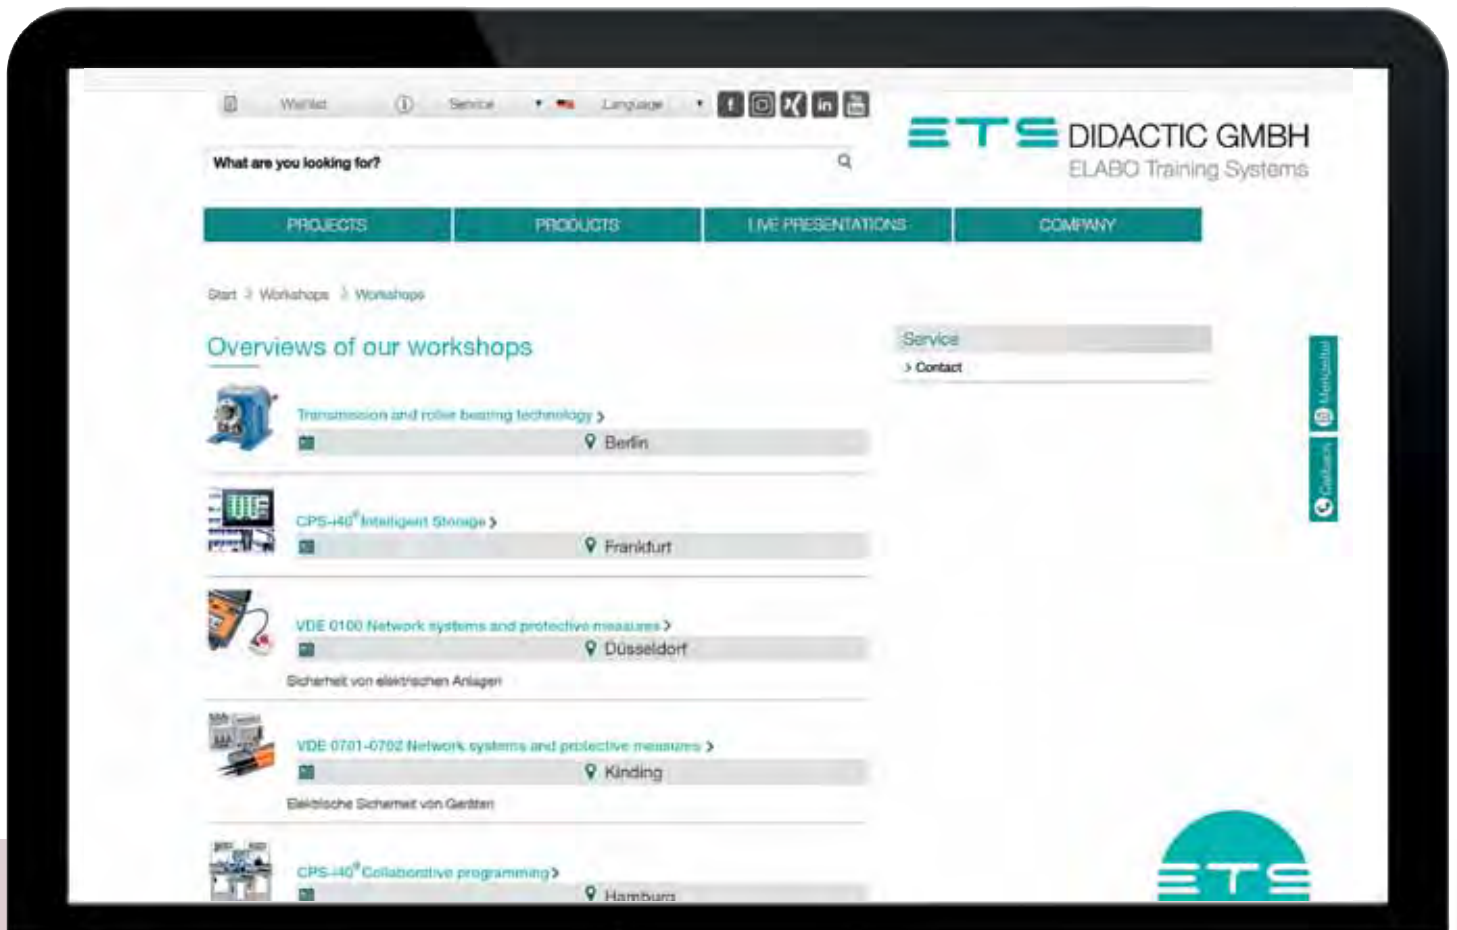 Wishlist Service Language
ETS DIDACTIC GMBH
ELABO Training Systems
What are you looking for?
PROJECTS PRODUCTS LIVE PRESENTATIONS COMPANY
Start > Workshops > Workshops
Overviews of our workshops
Service
> Contact
Merkzettel
Callback
Transmission and roller bearing technology >
Berlin
CPS-i40® Intelligent Storage >
Frankfurt
VDE 0100 Network systems and protective measures >
Düsseldorf
Sicherheit von elektrischen Anlagen
VDE 0701-0702 Network systems and protective measures >
Kinding
Elektrische Sicherheit von Geräten
CPS-i40® Collaborative programming >
Hamburg
ETS